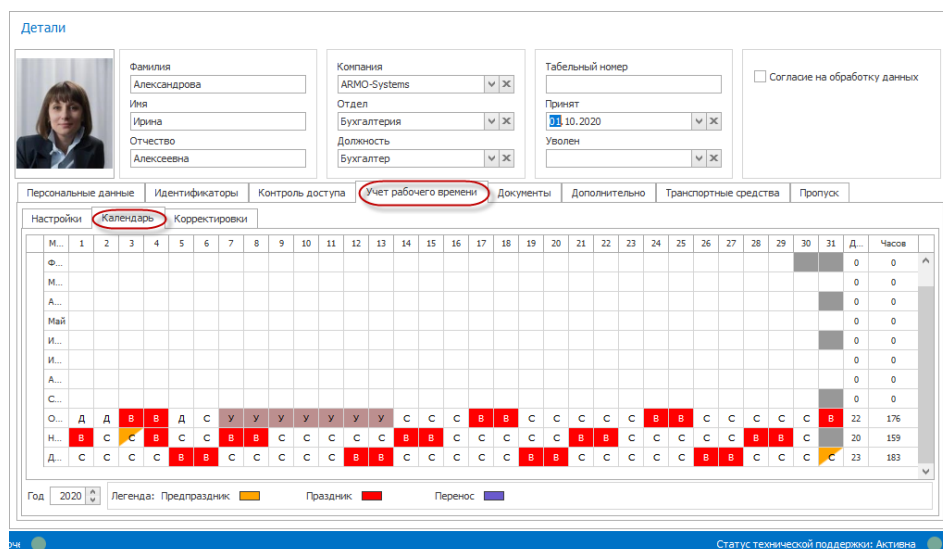 Детали
Фамилия Компания Табельный номер
Александрова ARMO-Systems Согласие на обработку данных
Имя Отдел Принят
Ирина Бухгалтерия 01.10.2020
Отчество Должность Уволен
Алексеевна Бухгалтер
Персональные данные Идентификаторы Контроль доступа Учет рабочего времени Документы Дополнительно Транспортные средства Пропуск
Настройки Календарь Корректировки
М... 1 2 3 4 5 6 7 8 9 10 11 12 13 14 15 16 17 18 19 20 21 22 23 24 25 26 27 28 29 30 31 Д... Часов
Ф... 0 0
М... 0 0
А... 0 0
Май 0 0
И... 0 0
И... 0 0
А... 0 0
С... 0 0
О... Д Д В В Д С У У У У У У У С С С В В С С С С С В В С С С С С В 22 176
Н... В С С В С С В В С С С С С В В С С С С С В В С С С С С В В С 20 159
Д... С С С С В В С С С С С В В С С С С С В В С С С С С В В С С С С 23 183
Год 2020 Легенда: Предпраздник Праздник Перенос
Статус технической поддержки: Активна